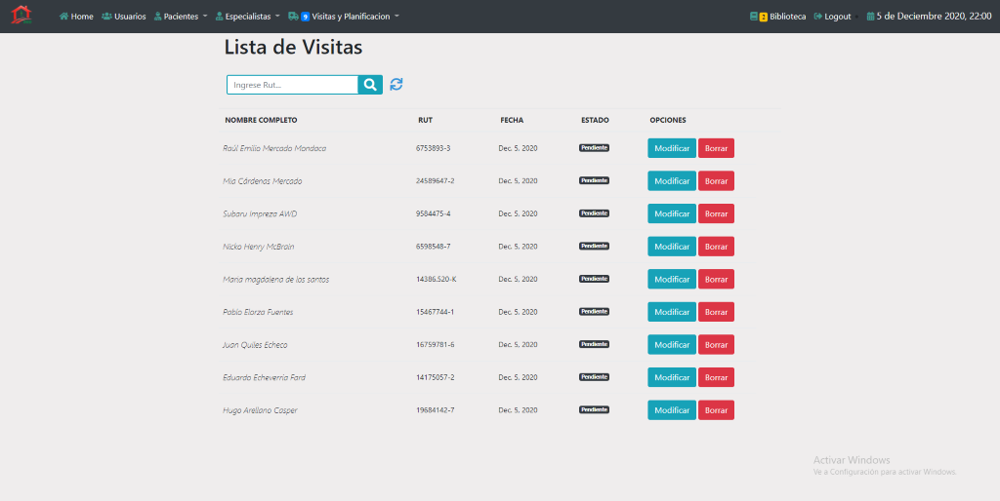 Home Usuarios Pacientes Especialistas 9 Visitas y Planificacion 2 Biblioteca Logout 5 de Deciembre 2020, 22:00
Lista de Visitas
Ingrese Rut...
NOMBRE COMPLETO RUT FECHA ESTADO OPCIONES
Raúl Emilio Mercado Mondaca 6753893-3 Dec. 5, 2020 Pendiente Modificar Borrar
Mia Cárdenas Mercado 24589647-2 Dec. 5, 2020 Pendiente Modificar Borrar
Subaru Impreza AWD 9584475-4 Dec. 5, 2020 Pendiente Modificar Borrar
Nicko Henry McBrain 6598548-7 Dec. 5, 2020 Pendiente Modificar Borrar
Maria magdalena de los santos 14386.520-K Dec. 5, 2020 Pendiente Modificar Borrar
Pablo Elorza Fuentes 15467744-1 Dec. 5, 2020 Pendiente Modificar Borrar
Juan Quiles Echeco 16759781-6 Dec. 5, 2020 Pendiente Modificar Borrar
Eduardo Echeverria Ford 14175057-2 Dec. 5, 2020 Pendiente Modificar Borrar
Hugo Arellano Casper 19684142-7 Dec. 5, 2020 Pendiente Modificar Borrar
Activar Windows
Ve a Configuración para activar Windows.